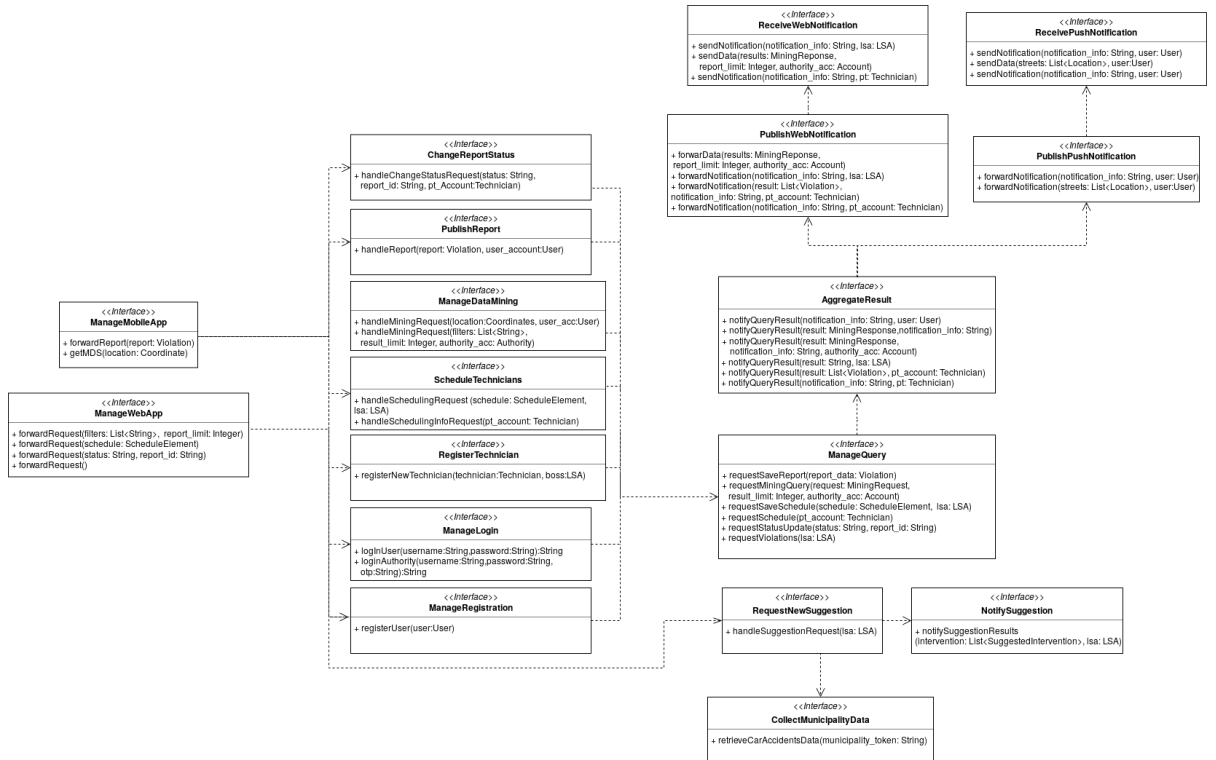 <<Interface>>
ReceiveWebNotification
+ sendNotification(notification_info: String, lsa: LSA)
+ sendData(results: MiningReponse,
report_limit: Integer, authority_acc: Account)
+ sendNotification(notification_info: String, pt: Technician)
<<Interface>>
ReceivePushNotification
+ sendNotification(notification_info: String, user: User)
+ sendData(streets: List<Location>, user:User)
+ sendNotification(notification_info: String, user: User)
<<Interface>>
PublishWebNotification
+ forwarData(results: MiningReponse,
report_limit: Integer, authority_acc: Account)
+ forwardNotification(notification_info: String, lsa: LSA)
+ forwardNotification(result: List<Violation>,
notification_info: String, pt_account: Technician)
+ forwardNotification(notification_info: String, pt_account: Technician)
<<Interface>>
PublishPushNotification
+ forwardNotification(notification_info: String, user: User)
+ forwardNotification(streets: List<Location>, user:User)
<<Interface>>
ChangeReportStatus
+ handleChangeStatusRequest(status: String,
report_id: String, pt_Account:Technician)
<<Interface>>
PublishReport
+ handleReport(report: Violation, user_account:User)
<<Interface>>
ManageDataMining
+ handleMiningRequest(location:Coordinates, user_acc:User)
+ handleMiningRequest(filters: List<String>,
result_limit: Integer, authority_acc: Authority)
<<Interface>>
AggregateResult
+ notifyQueryResult(notification_info: String, user: User)
+ notifyQueryResult(result: MiningResponse,notification_info: String)
+ notifyQueryResult(result: MiningResponse,
notification_info: String, authority_acc: Account)
+ notifyQueryResult(result: String, lsa: LSA)
+ notifyQueryResult(result: List<Violation>, pt_account: Technician)
+ notifyQueryResult(notification_info: String, pt: Technician)
<<Interface>>
ManageMobileApp
+ forwardReport(report: Violation)
+ getMDS(location: Coordinate)
<<Interface>>
ScheduleTechnicians
+ handleSchedulingRequest (schedule: ScheduleElement,
lsa: LSA)
+ handleSchedulingInfoRequest(pt_account: Technician)
<<Interface>>
ManageWebApp
+ forwardRequest(filters: List<String>, report_limit: Integer)
+ forwardRequest(schedule: ScheduleElement)
+ forwardRequest(status: String, report_id: String)
+ forwardRequest()
<<Interface>>
RegisterTechnician
+ registerNewTechnician(technician:Technician, boss:LSA)
<<Interface>>
ManageQuery
+ requestSaveReport(report_data: Violation)
+ requestMiningQuery(request: MiningRequest,
result_limit: Integer, authority_acc: Account)
+ requestSaveSchedule(schedule: ScheduleElement, lsa: LSA)
+ requestSchedule(pt_account: Technician)
+ requestStatusUpdate(status: String, report_id: String)
+ requestViolations(lsa: LSA)
<<Interface>>
ManageLogin
+ logInUser(username:String,password:String):String
+ loginAuthority(username:String,password:String,
otp:String):String
<<Interface>>
ManageRegistration
+ registerUser(user:User)
<<Interface>>
RequestNewSuggestion
+ handleSuggestionRequest(lsa: LSA)
<<Interface>>
NotifySuggestion
+ notifySuggestionResults
(intervention: List<SuggestedIntervention>, lsa: LSA)
<<Interface>>
CollectMunicipalityData
+ retrieveCarAccidentsData(municipality_token: String)